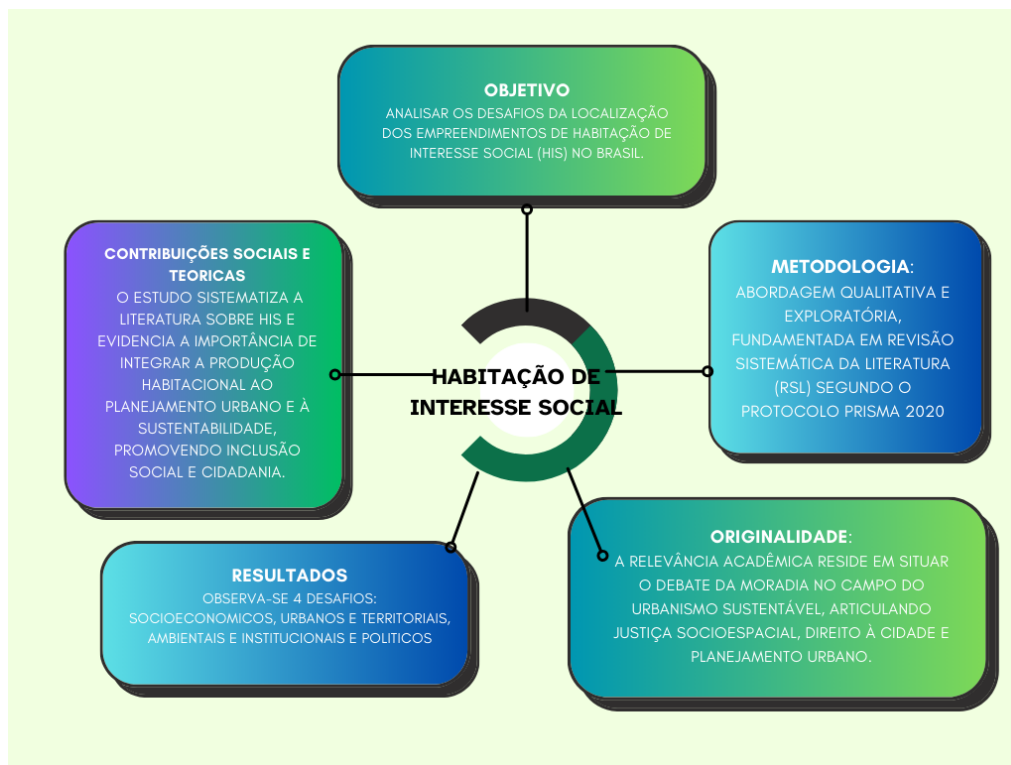 OBJETIVO
ANALISAR OS DESAFIOS DA LOCALIZAÇÃO
DOS EMPREENDIMENTOS DE HABITAÇÃO DE
INTERESSE SOCIAL (HIS) NO BRASIL.
CONTRIBUIÇÕES SOCIAIS E
TEORICAS
O ESTUDO SISTEMATIZA A
LITERATURA SOBRE HIS E
EVIDENCIA A IMPORTÂNCIA DE
INTEGRAR A PRODUÇÃO
HABITACIONAL AO
PLANEJAMENTO URBANO E À
SUSTENTABILIDADE,
PROMOVENDO INCLUSÃO
SOCIAL E CIDADANIA.
METODOLOGIA:
ABORDAGEM QUALITATIVA E
EXPLORATÓRIA,
FUNDAMENTADA EM REVISÃO
SISTEMÁTICA DA LITERATURA
(RSL) SEGUNDO O
PROTOCOLO PRISMA 2020
HABITAÇÃO DE
INTERESSE SOCIAL
RESULTADOS
OBSERVA-SE 4 DESAFIOS:
SOCIOECONOMICOS, URBANOS E TERRITORIAIS,
AMBIENTAIS E INSTITUCIONAIS E POLITICOS
ORIGINALIDADE:
A RELEVÂNCIA ACADÊMICA RESIDE EM SITUAR
O DEBATE DA MORADIA NO CAMPO DO
URBANISMO SUSTENTÁVEL, ARTICULANDO
JUSTIÇA SOCIOESPACIAL, DIREITO À CIDADE E
PLANEJAMENTO URBANO.